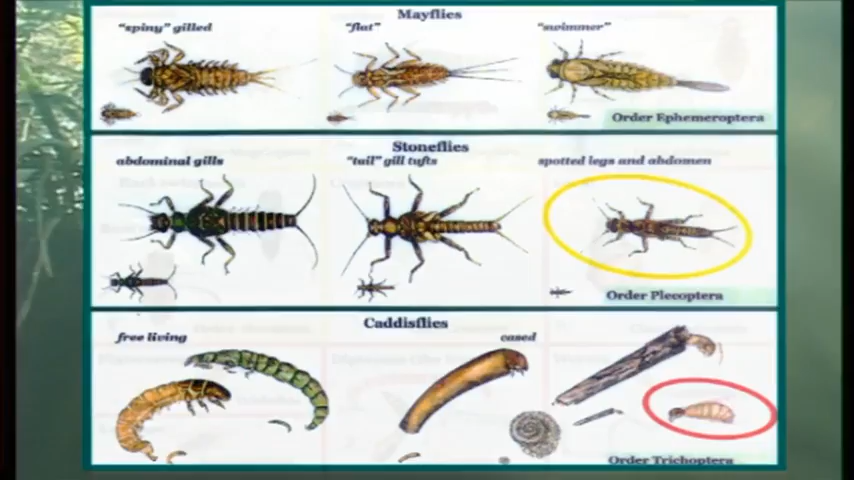 Mayflies
"spiny" gilled
"flat"
"swimmer"
Order Ephemeroptera
Stoneflies
abdominal gills
"tail" gill tufts
spotted legs and abdomen
Order Plecoptera
Caddisflies
free living
cased
Order Trichoptera